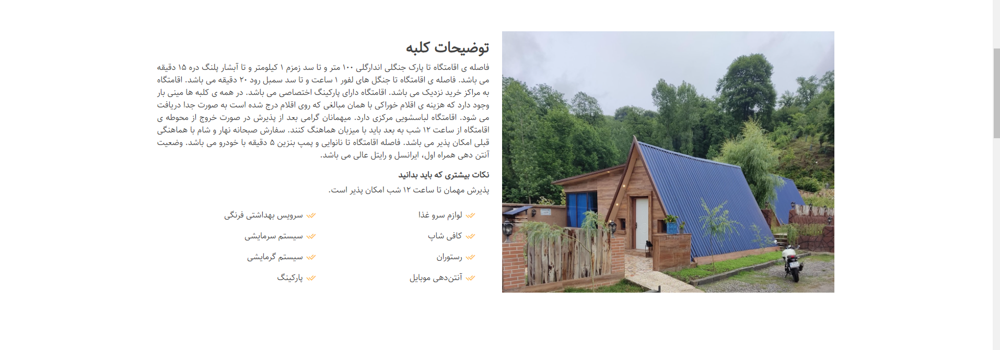 توضیحات کلبه
فاصله ی اقامتگاه تا پارک جنگلی اندارگلی ۱۰۰ متر و تا سد زمزم ۱ کیلومتر و تا آبشار پلنگ دره ۱۵ دقیقه
می باشد. فاصله ی اقامتگاه تا جنگل های لفور ۱ ساعت و تا سد سمبل رود ۲۰ دقیقه می باشد. اقامتگاه
به مراکز خرید نزدیک می باشد. اقامتگاه دارای پارکینگ اختصاصی می باشد. در همه ی کلبه ها مینی بار
وجود دارد که هزینه ی اقلام خوراکی با همان مبالغی که روی اقلام درج شده است به صورت جدا دریافت
می شود. اقامتگاه لباسشویی مرکزی دارد. میهمانان گرامی بعد از پذیرش در صورت خروج از محوطه ی
اقامتگاه از ساعت ۱۲ شب به بعد باید با میزبان هماهنگ کنند. سفارش صبحانه نهار و شام با هماهنگی
قبلی امکان پذیر می باشد. فاصله اقامتگاه تا نانوایی و پمپ بنزین ۵ دقیقه با خودرو می باشد. وضعیت
آنتن دهی همراه اول، ایرانسل و رایتل عالی می باشد.
نکات بیشتری که باید بدانید
پذیرش مهمان تا ساعت ۱۲ شب امکان پذیر است.
لوازم سرو غذا
سرویس بهداشتی فرنگی
کافی شاپ
سیستم سرمایشی
رستوران
سیستم گرمایشی
آنتن‌دهی موبایل
پارکینگ